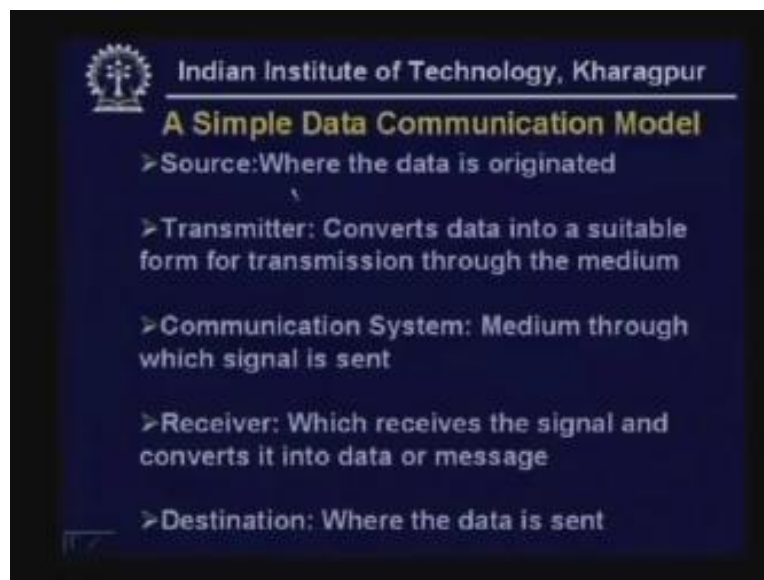 Indian Institute of Technology, Kharagpur
A Simple Data Communication Model
➢Source:Where the data is originated
➢Transmitter: Converts data into a suitable
form for transmission through the medium
➢Communication System: Medium through
which signal is sent
➢Receiver: Which receives the signal and
converts it into data or message
➢Destination: Where the data is sent